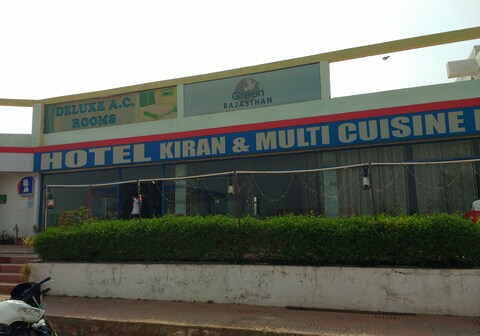 DELUXE A.C.
ROOMS
Green
RAJASTHAN
HOTEL KIRAN & MULTI CUISINE